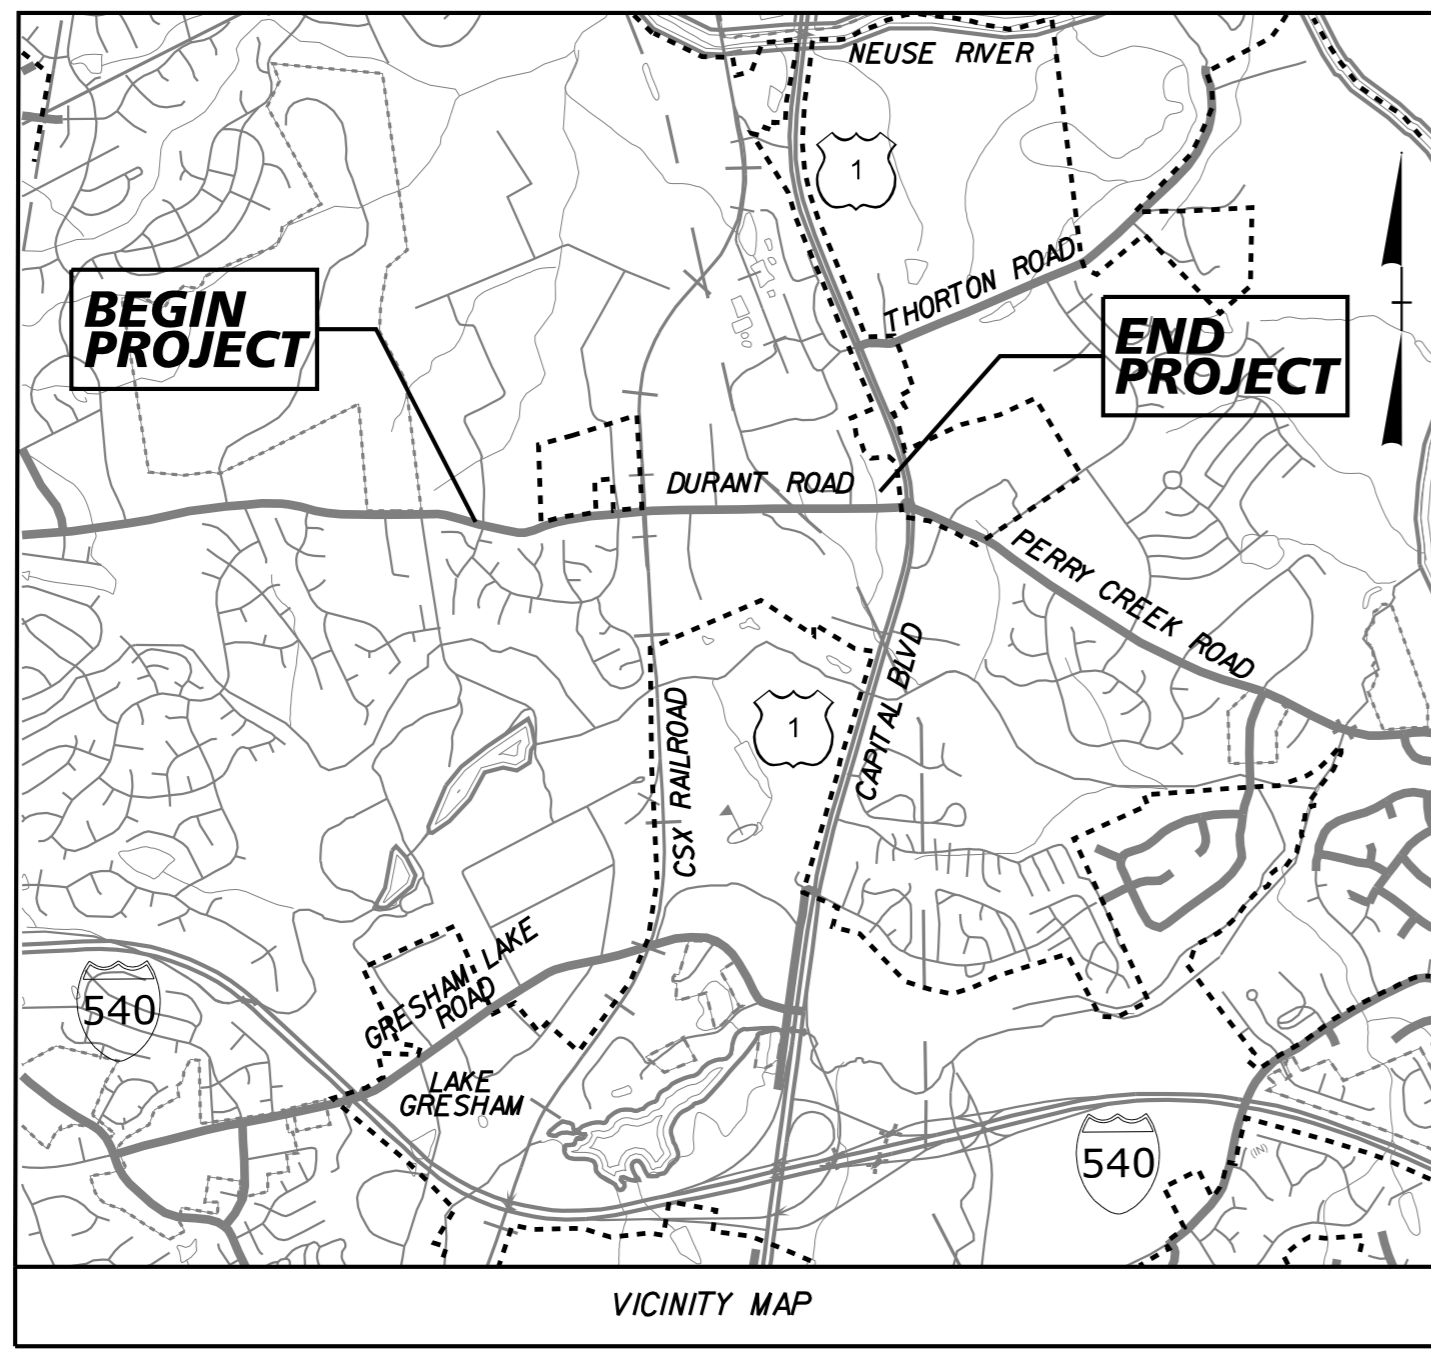 NEUSE RIVER
1
THORTON ROAD
BEGIN
PROJECT
END
PROJECT
DURANT ROAD
PERRY CREEK ROAD
CAPITAL BLVD
CSX RAILROAD
1
GRESHAM LAKE
ROAD
540
LAKE
GRESHAM
540
(IN)
VICINITY MAP